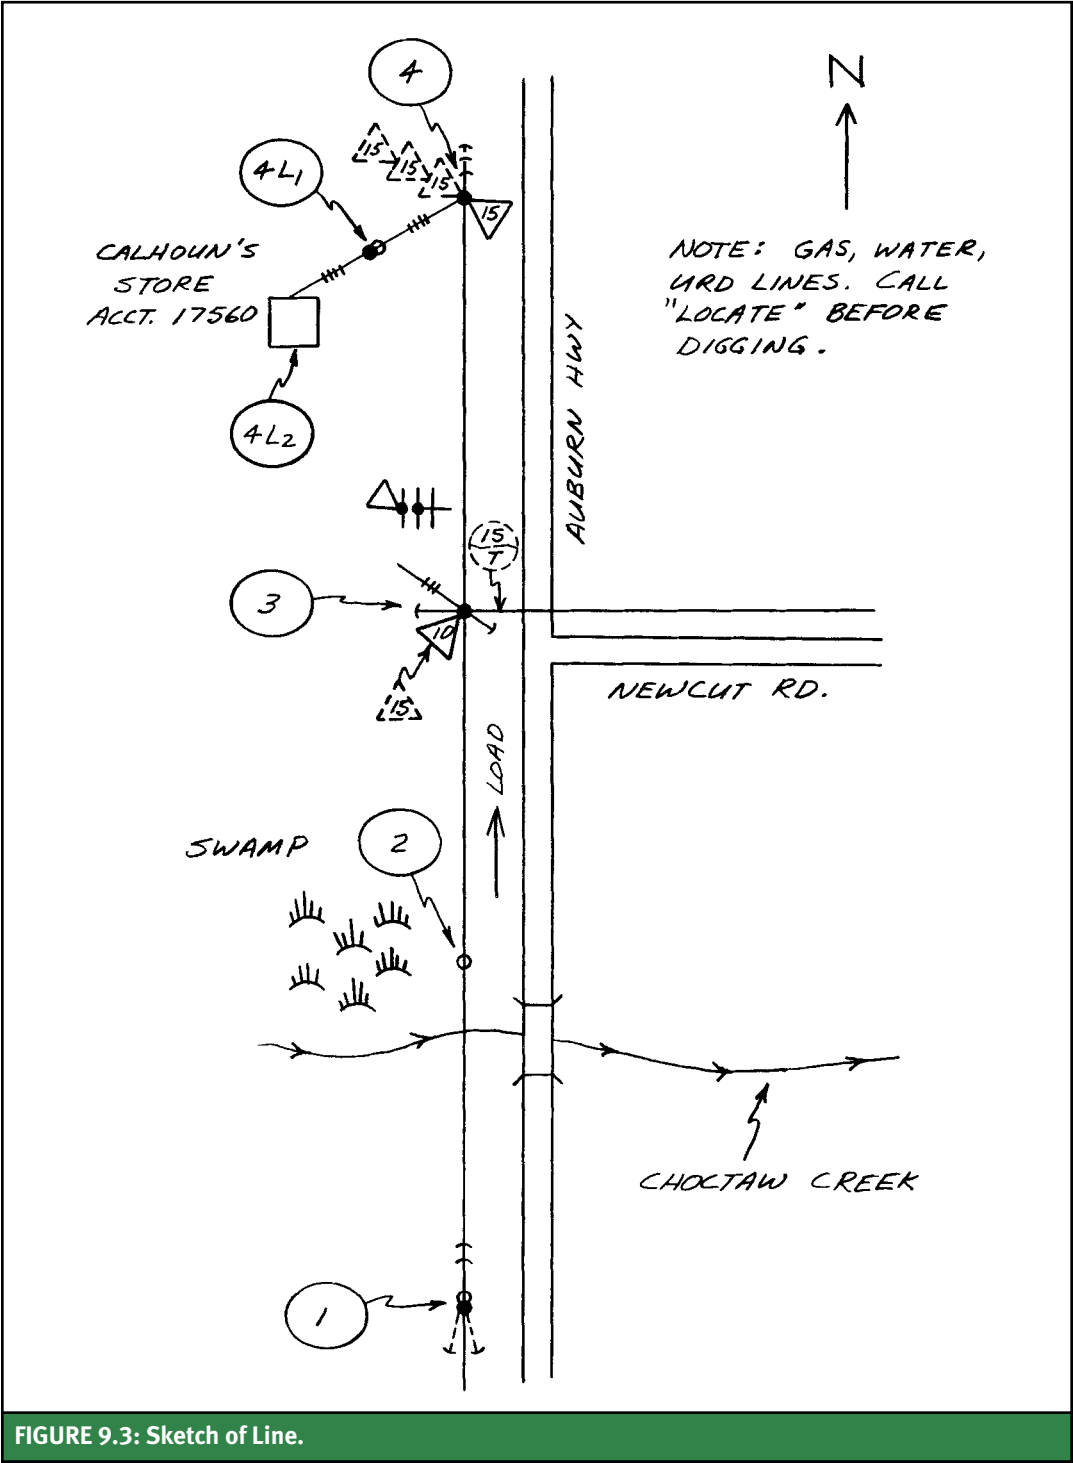 4
N
15
15
15
15
4L1
CALHOUN'S
STORE
ACCT. 17560
NOTE: GAS, WATER,
URD LINES. CALL
"LOCATE" BEFORE
DIGGING.
4L2
AUBURN HWY
15
T
3
10
15
NEWCUT RD.
LOAD
SWAMP
2
CHOCTAW CREEK
1
FIGURE 9.3: Sketch of Line.